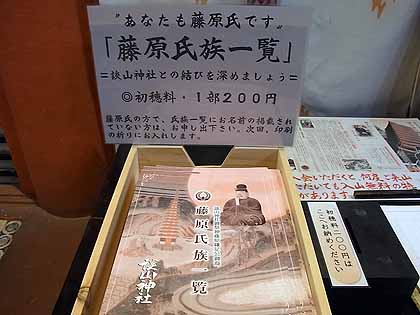 〝あなたも藤原氏です〟
「藤原氏族一覧」
＝談山神社との結びを深めましょう＝
◎初穂料・１部２００円
藤原氏の方で、氏族一覧にお名前の掲載され
ていない方は、お申し出下さい。次回、印刷
の折りにお入れします。
藤原氏族一覧
談山神社
初穂料二〇〇円は
ここにお納めください